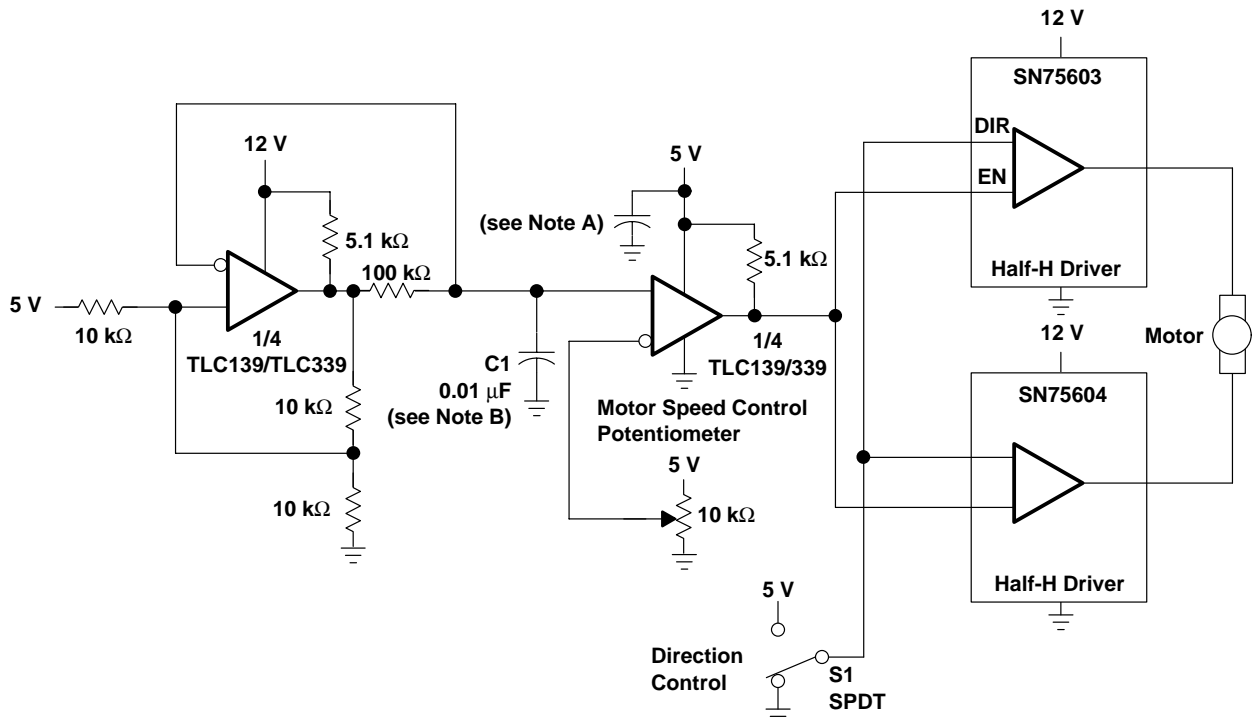 12 V
SN75603
DIR
EN
Half-H Driver
12 V
5 V
(see Note A)
5.1 kΩ
100 kΩ
5.1 kΩ
5 V
10 kΩ
1/4
TLC139/TLC339
C1
0.01 μF
(see Note B)
1/4
TLC139/339
12 V
Motor
SN75604
10 kΩ
Motor Speed Control
Potentiometer
5 V
10 kΩ
10 kΩ
Half-H Driver
5 V
Direction
Control
S1
SPDT